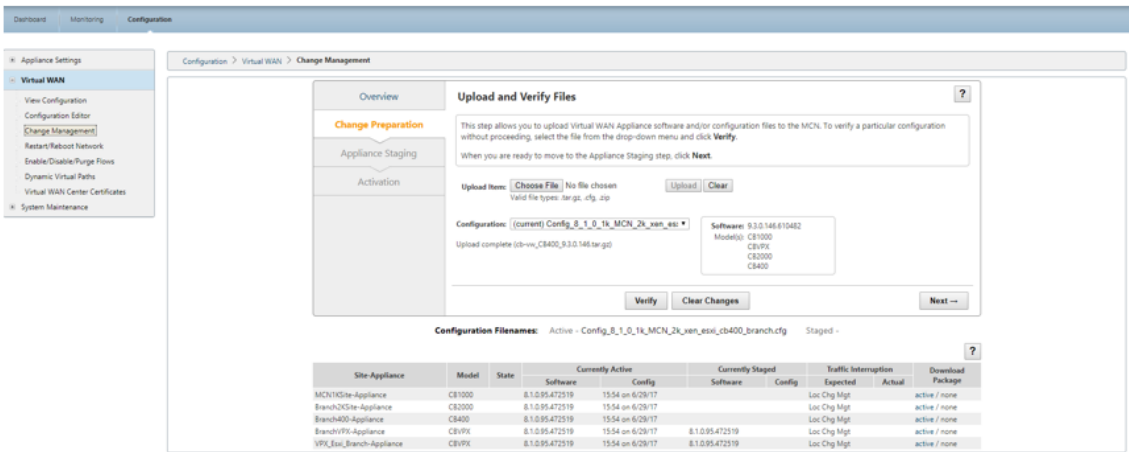 Dashboard Monitoring Configuration
Appliance Settings
Virtual WAN
View Configuration
Configuration Editor
Change Management
Restart/Reboot Network
Enable/Disable/Purge Flows
Dynamic Virtual Paths
Virtual WAN Center Certificates
System Maintenance
Configuration > Virtual WAN > Change Management
Overview
Change Preparation
Appliance Staging
Activation
Upload and Verify Files
?
This step allows you to upload Virtual WAN Appliance software and/or configuration files to the MCN. To verify a particular configuration
without proceeding, select the file from the drop-down menu and click Verify.
When you are ready to move to the Appliance Staging step, click Next.
Upload Item: Choose File No file chosen Upload Clear
Valid file types: .tar.gz, .cfg, .zip
Configuration: (current) Config_8_1_0_1k_MCN_2k_xen_es:
Upload complete (cb-vw_CB400_9.3.0.146.tar.gz)
Software: 9.3.0.146.610482
Model(s): CB1000
CBVPX
CB2000
CB400
Verify Clear Changes Next →
Configuration Filenames: Active - Config_8_1_0_1k_MCN_2k_xen_esxi_cb400_branch.cfg Staged -
?
Site-Appliance Model State Currently Active Currently Staged Traffic Interruption Download Package
Software Config Software Config Expected Actual
MCN1KSite-Appliance CB1000 8.1.0.95.472519 15:54 on 6/29/17 Loc Chg Mgt active / none
Branch2KSite-Appliance CB2000 8.1.0.95.472519 15:54 on 6/29/17 Loc Chg Mgt active / none
Branch400-Appliance CB400 8.1.0.95.472519 15:54 on 6/29/17 Loc Chg Mgt active / none
BranchVPX-Appliance CBVPX 8.1.0.95.472519 15:54 on 6/29/17 8.1.0.95.472519 Loc Chg Mgt active / none
VPX_Esxi_Branch-Appliance CBVPX 8.1.0.95.472519 15:54 on 6/29/17 8.1.0.95.472519 Loc Chg Mgt active / none